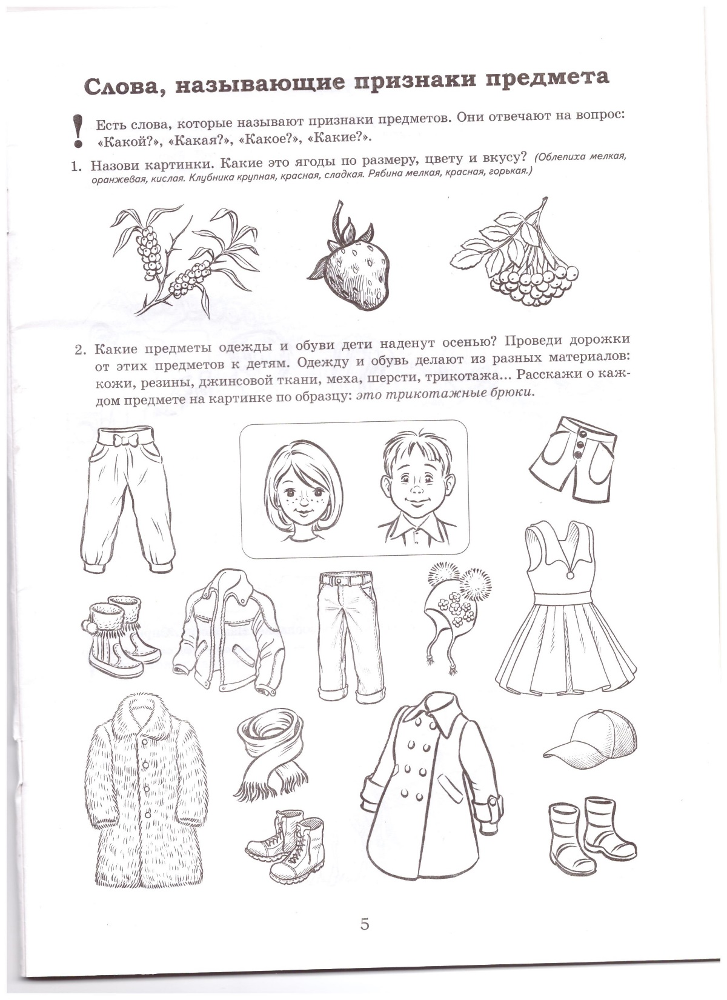 Слова, называющие признаки предмета
! Есть слова, которые называют признаки предметов. Они отвечают на вопрос:
«Какой?», «Какая?», «Какое?», «Какие?».
1. Назови картинки. Какие это ягоды по размеру, цвету и вкусу? (Облепиха мелкая,
оранжевая, кислая. Клубника крупная, красная, сладкая. Рябина мелкая, красная, горькая.)
2. Какие предметы одежды и обуви дети наденут осенью? Проведи дорожки
от этих предметов к детям. Одежду и обувь делают из разных материалов:
кожи, резины, джинсовой ткани, меха, шерсти, трикотажа... Расскажи о каж-
дом предмете на картинке по образцу: это трикотажные брюки.
5